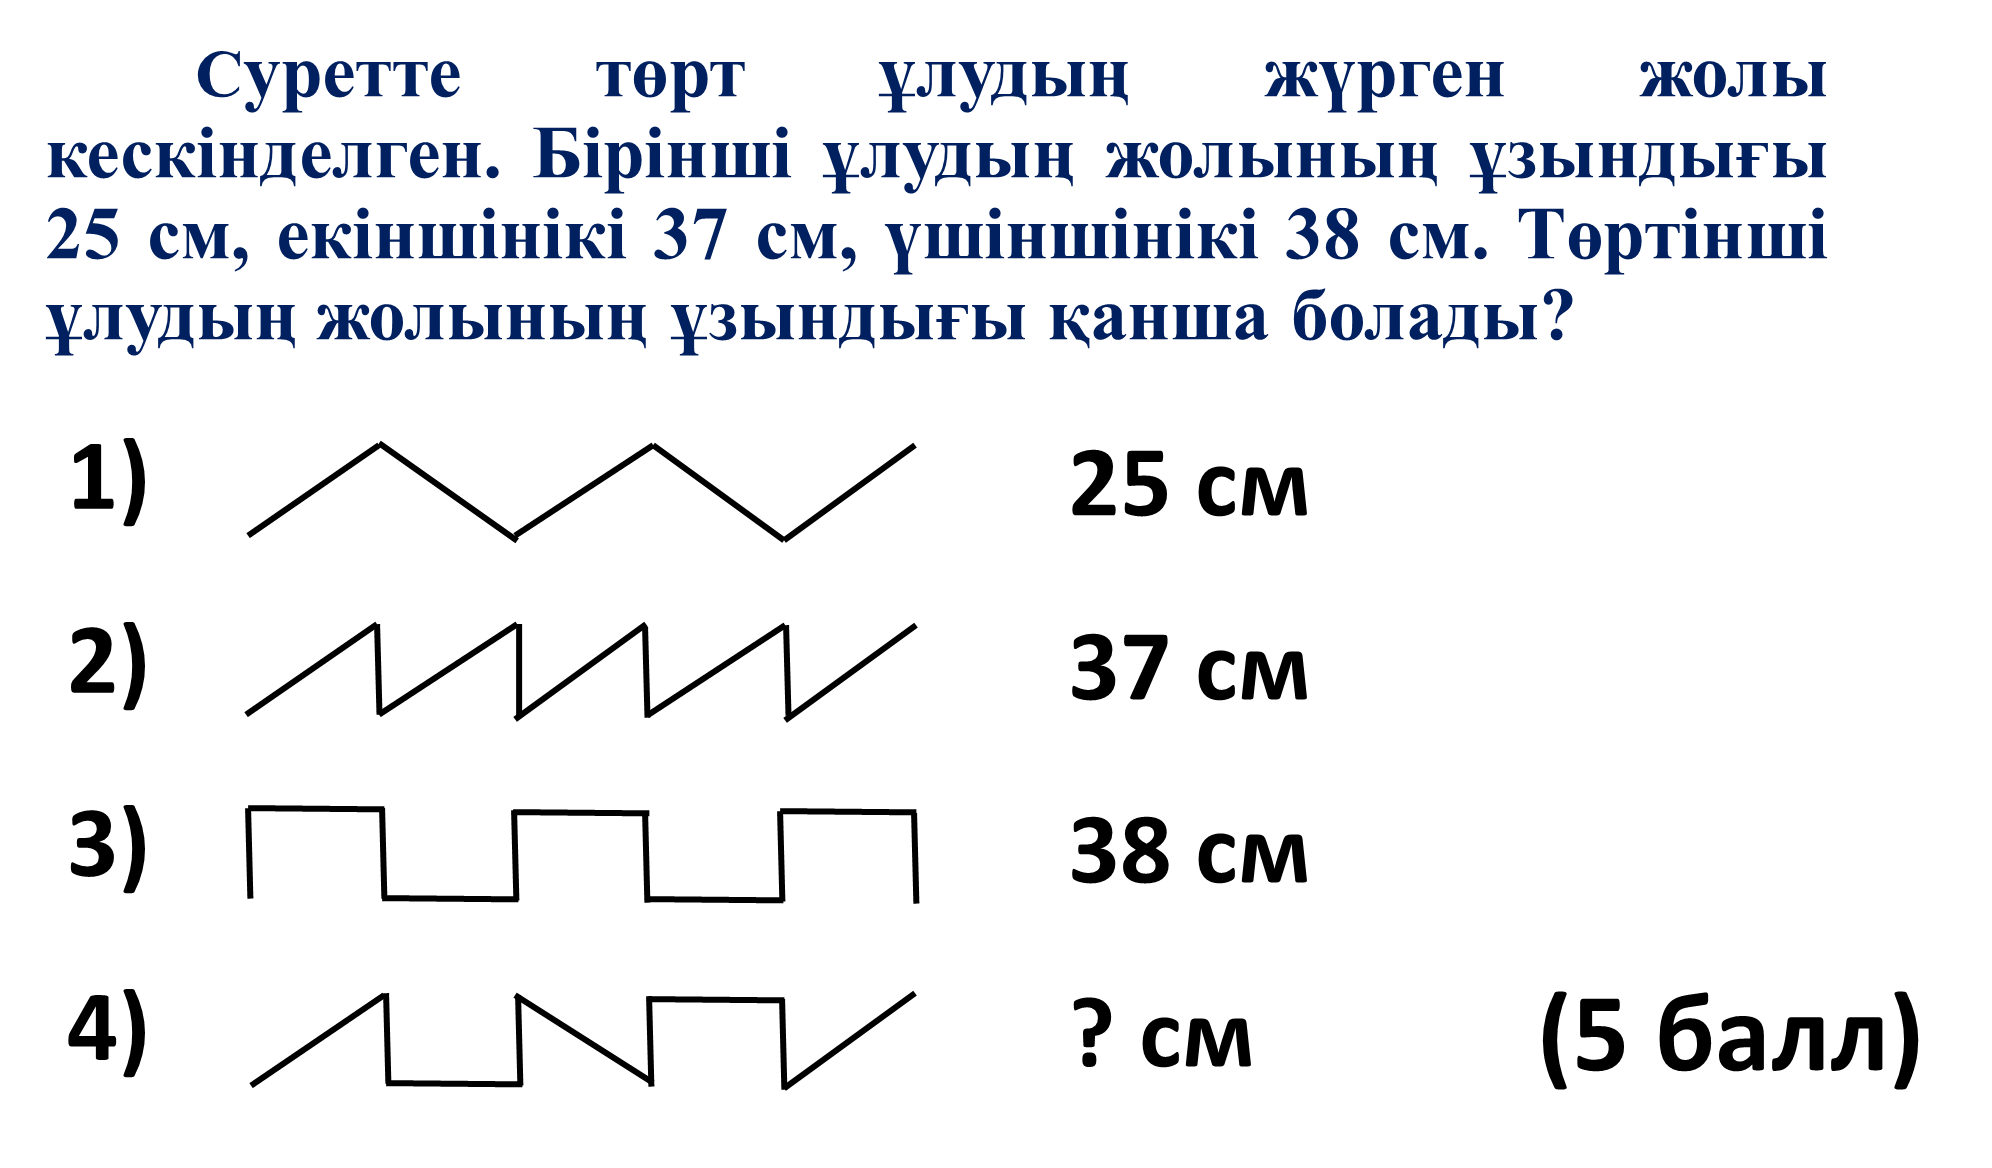 Суретте төрт ұлудың жүрген жолы
кескінделген. Бірінші ұлудың жолының ұзындығы
25 см, екіншінікі 37 см, үшіншінікі 38 см. Төртінші
ұлудың жолының ұзындығы қанша болады?
1) 25 см
2) 37 см
3) 38 см
4) ? см (5 балл)